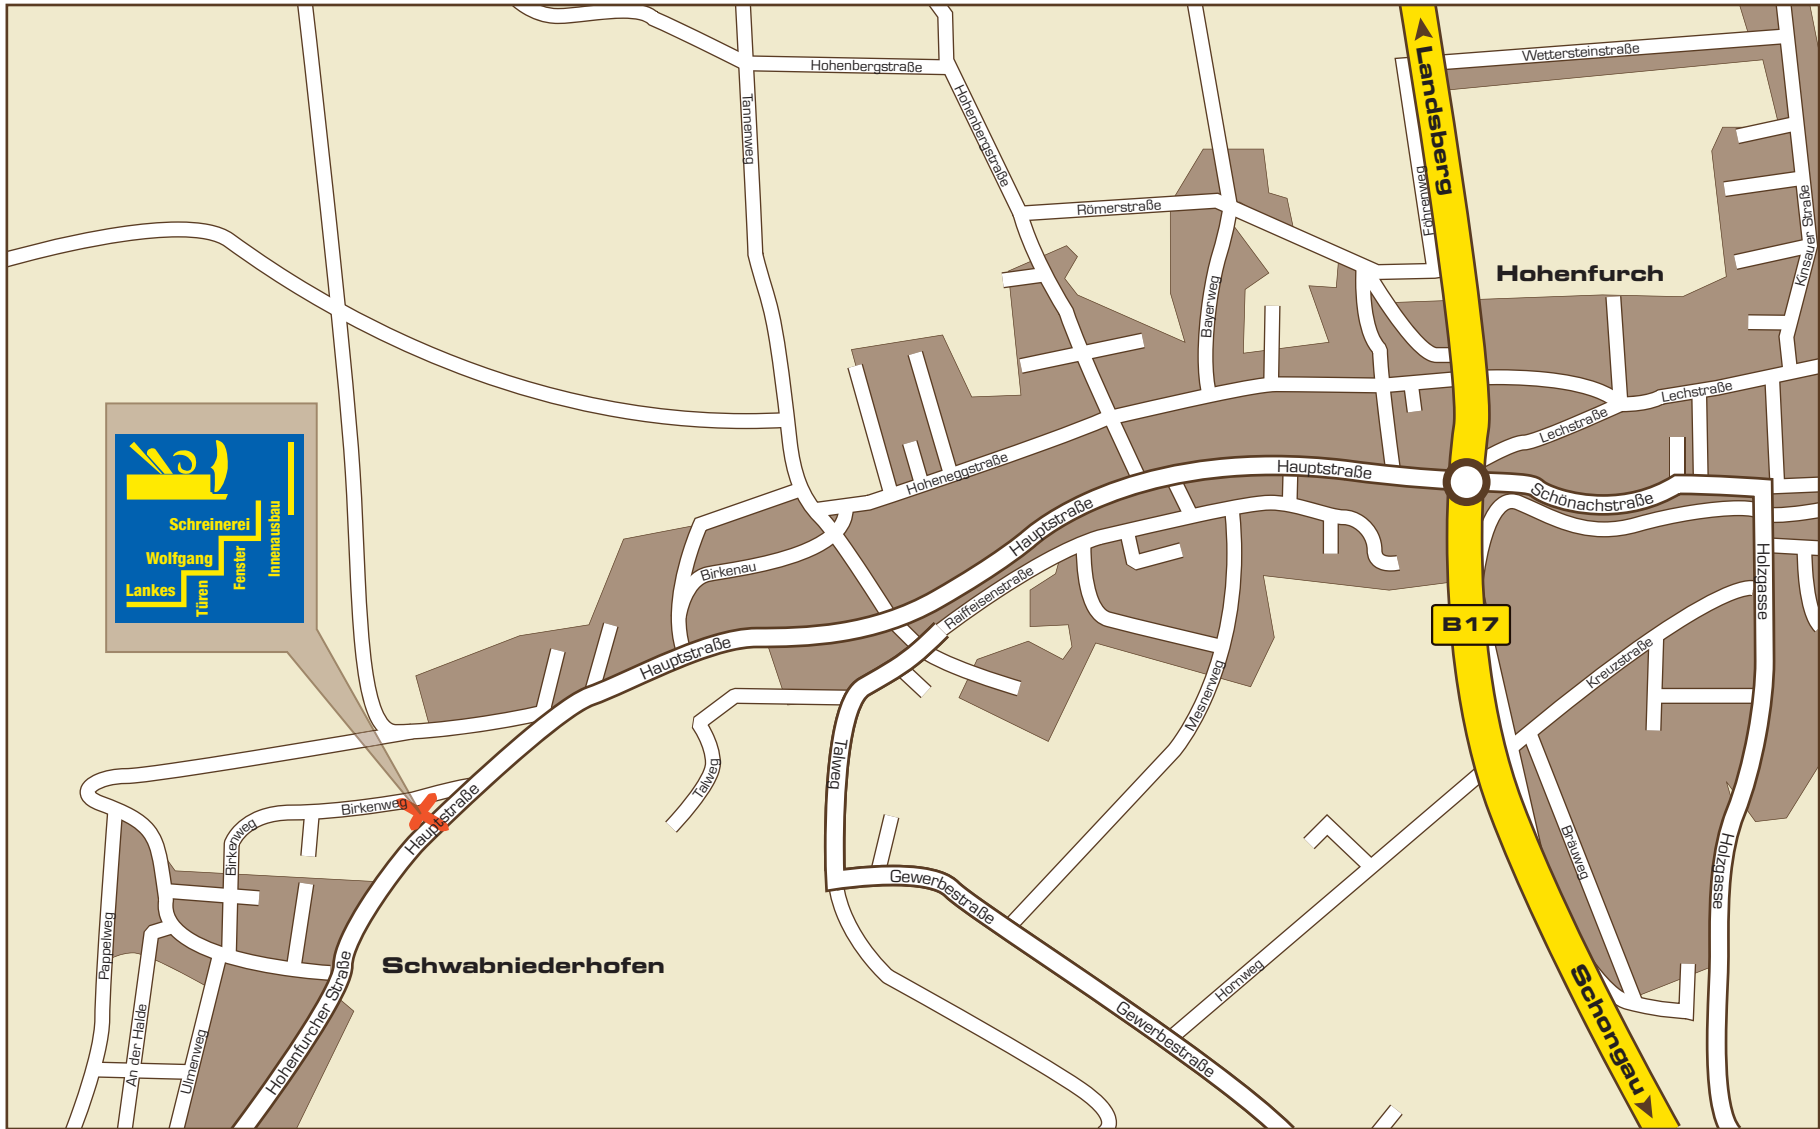 Landsberg
Wettersteinstraße
Hohenbergstraße
Tannenweg
Hohenbergstraße
Römerstraße
Föhrenweg
Kinsauer Straße
Hohenfurch
Bayerweg
Lechstraße
Lechstraße
Hoheneggstraße
Hauptstraße
Schönachstraße
Hauptstraße
Schreinerei
Wolfgang
Lankes
Türen
Fenster
Innenausbau
Birkenau
Raiffeisenstraße
Holzgasse
B17
Hauptstraße
Kreuzstraße
Mesnerweg
Talweg
Talweg
Birkenweg
Hauptstraße
Birkenweg
Bräuweg
Holzgasse
Gewerbestraße
Pappelweg
Schwabniederhofen
Hornweg
Hohenfurcher Straße
An der Halde
Ulmenweg
Gewerbestraße
Schongau